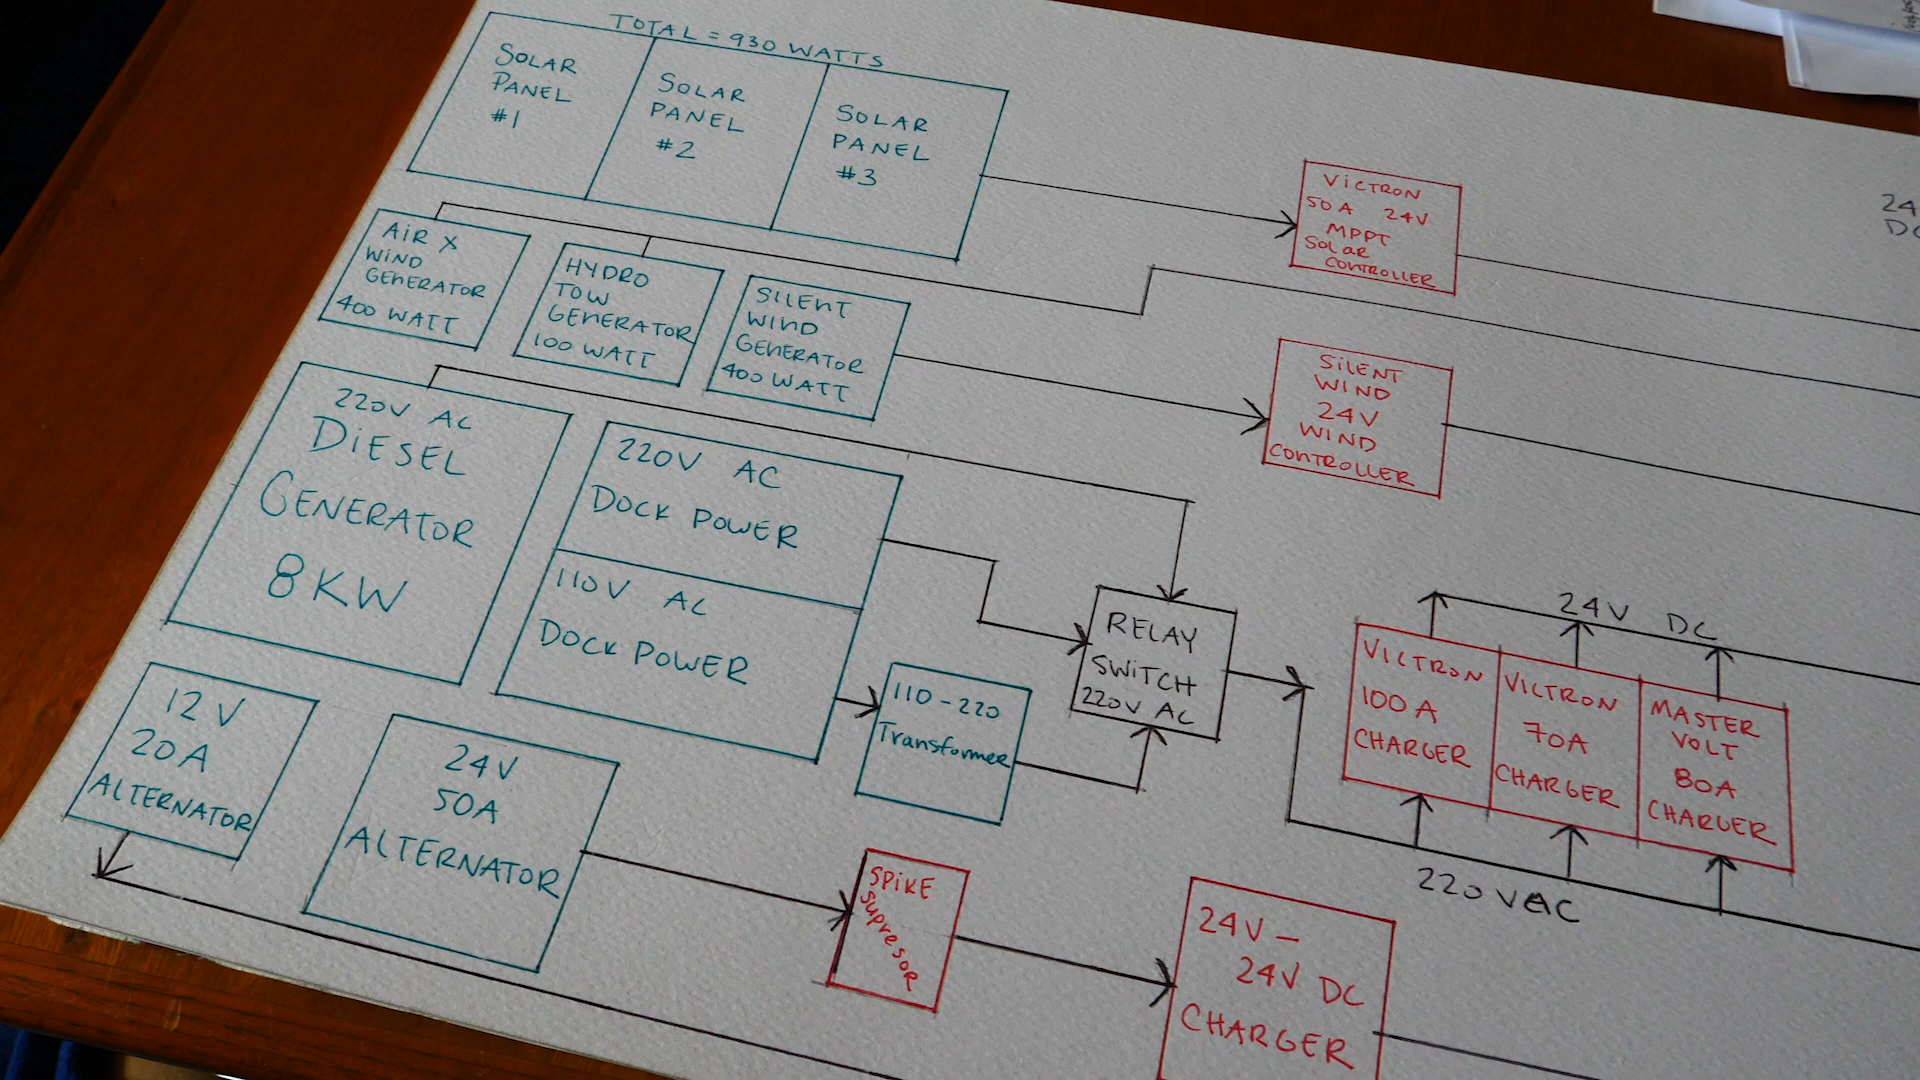 TOTAL = 930 WATTS
SOLAR
PANEL
#1
SOLAR
PANEL
#2
SOLAR
PANEL
#3
VICTRON
50A 24V
MPPT
SOLAR
CONTROLLER
24
DC
AIR X
WIND
GENERATOR
400 WATT
HYDRO
TOW
GENERATOR
100 WATT
SILENT
WIND
GENERATOR
400 WATT
SILENT
WIND
24V
WIND
CONTROLLER
220V AC
DIESEL
GENERATOR
8KW
220V AC
DOCK POWER
110V AC
DOCK POWER
110-220
Transformer
RELAY
SWITCH
220V AC
24V DC
VICTRON
100A
CHARGER
VICTRON
70A
CHARGER
MASTER
VOLT
80A
CHARGER
220 VAC
12V
20A
ALTERNATOR
24V
50A
ALTERNATOR
SPIKE
SUPRESOR
24V –
24V DC
CHARGER